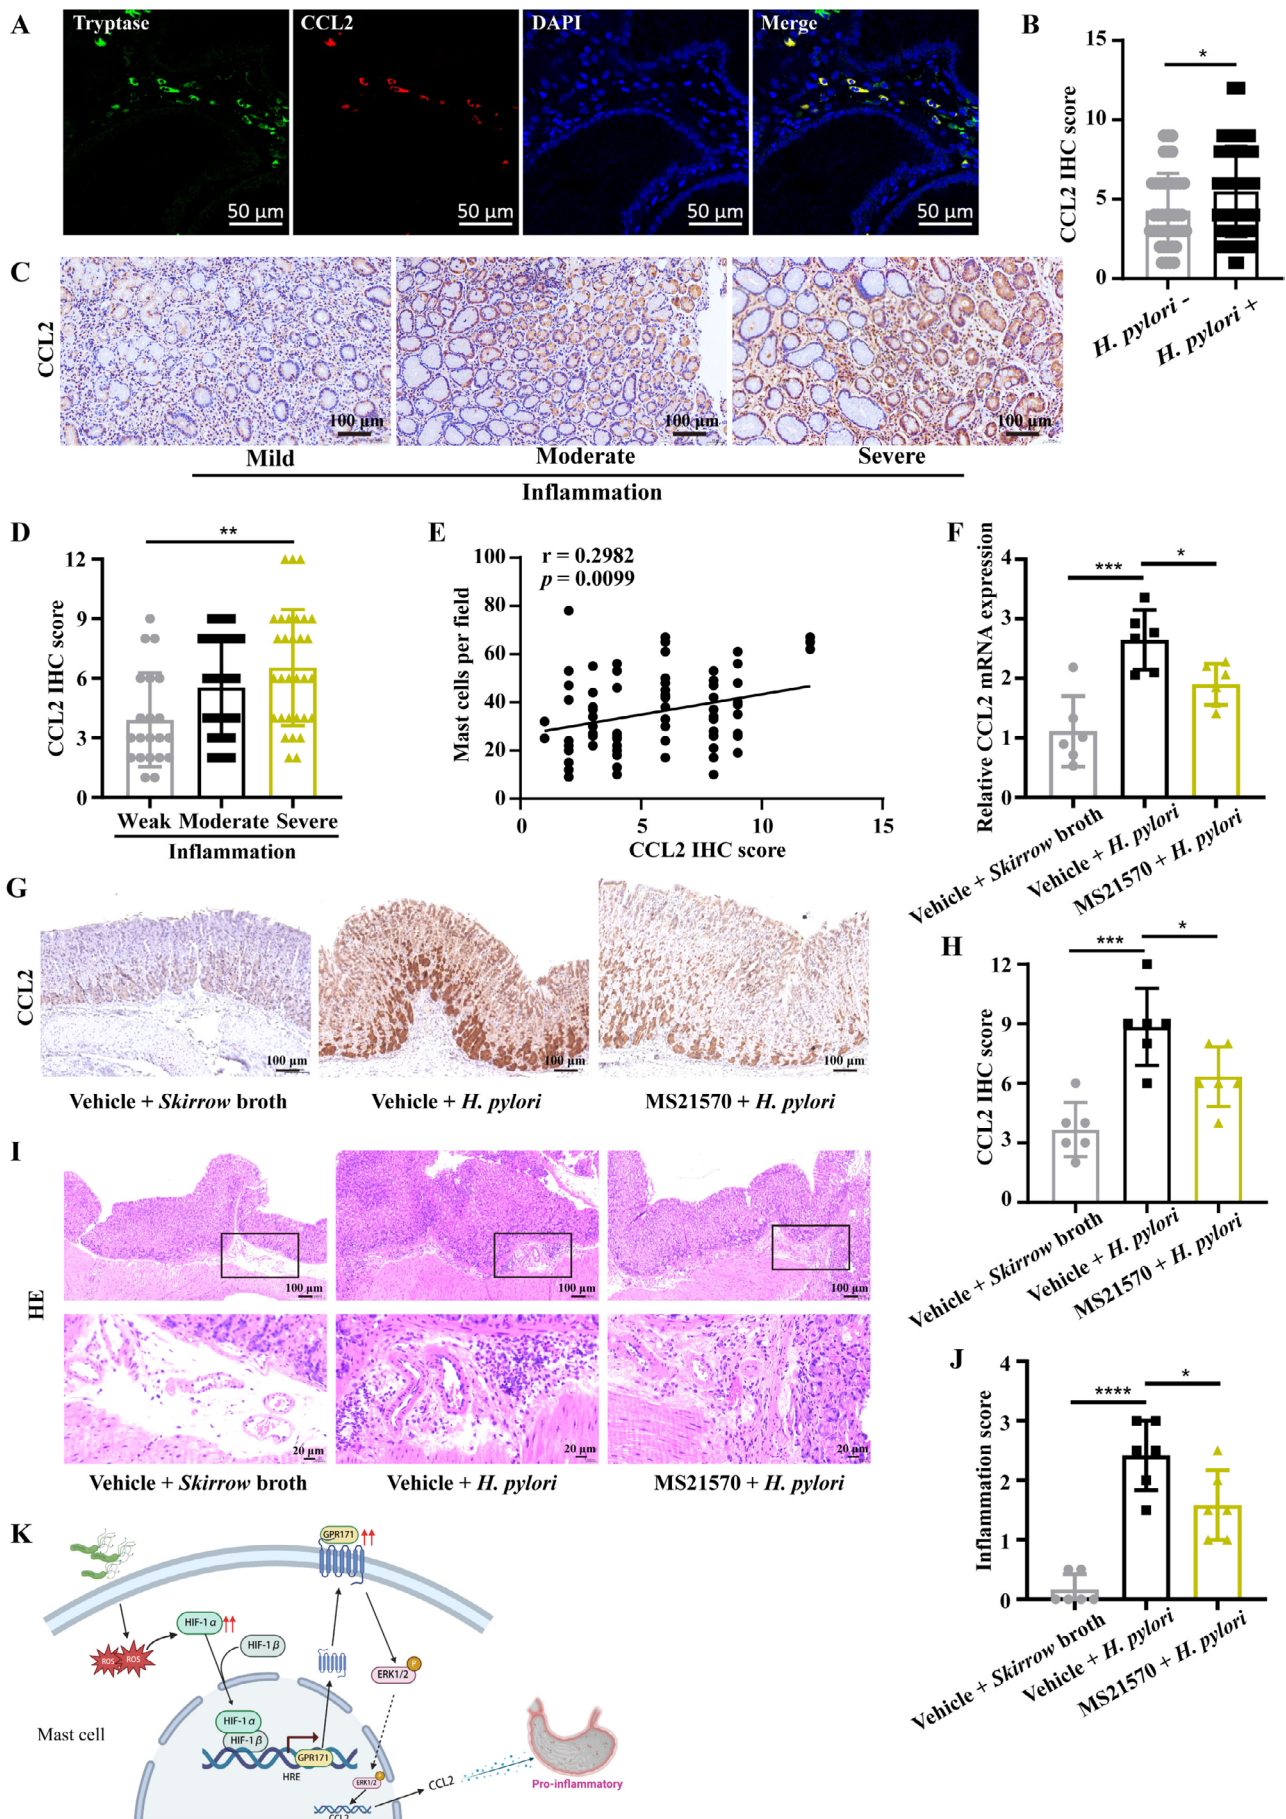 A
Tryptase
CCL2
DAPI
Merge
50 μm
50 μm
50 μm
50 μm
B
*
CCL2 IHC score
15
10
5
0
H. pylori -
H. pylori +
C
CCL2
100 μm
100 μm
100 μm
Mild
Moderate
Severe
Inflammation
D
**
CCL2 IHC score
12
9
6
3
0
Weak
Moderate
Severe
Inflammation
E
r = 0.2982
p = 0.0099
Mast cells per field
100
80
60
40
20
0
0
5
10
15
CCL2 IHC score
F
***
*
Relative CCL2 mRNA expression
4
3
2
1
0
Vehicle + Skirrow broth
Vehicle + H. pylori
MS21570 + H. pylori
G
CCL2
100 μm
100 μm
100 μm
Vehicle + Skirrow broth
Vehicle + H. pylori
MS21570 + H. pylori
H
***
*
CCL2 IHC score
12
9
6
3
0
Vehicle + Skirrow broth
Vehicle + H. pylori
MS21570 + H. pylori
I
HE
100 μm
100 μm
100 μm
20 μm
20 μm
20 μm
Vehicle + Skirrow broth
Vehicle + H. pylori
MS21570 + H. pylori
J
****
*
Inflammation score
4
3
2
1
0
Vehicle + Skirrow broth
Vehicle + H. pylori
MS21570 + H. pylori
K
GPR171
HIF-1α
ROS
ROS
HIF-1β
P
ERK1/2
Mast cell
HIF-1α
HIF-1β
GPR171
HRE
P
ERK1/2
CCL2
CCL2
Pro-inflammatory